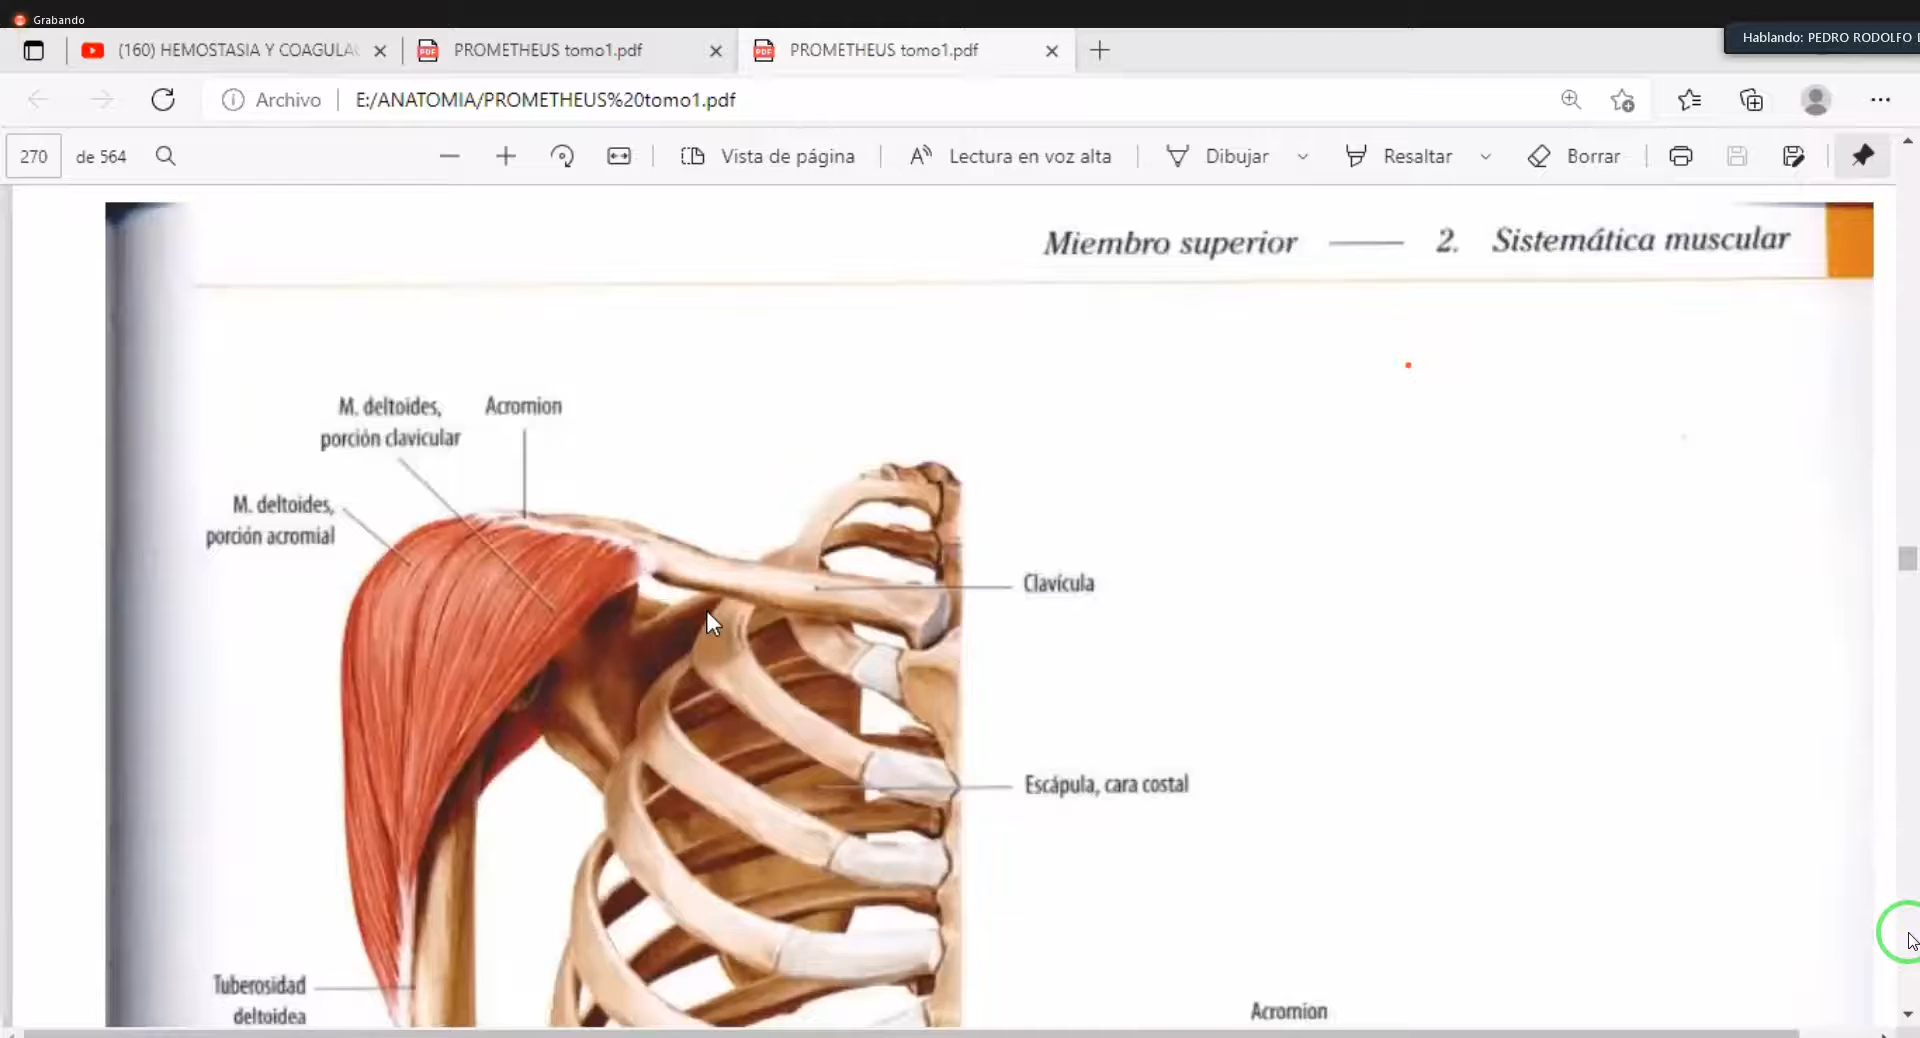 Grabando
Hablando: PEDRO RODOLFO
(160) HEMOSTASIA Y COAGULA
PROMETHEUS tomo1.pdf
PROMETHEUS tomo1.pdf
Archivo
E:/ANATOMIA/PROMETHEUS%20tomo1.pdf
270
de 564
Vista de página
Lectura en voz alta
Dibujar
Resaltar
Borrar
Miembro superior — 2. Sistemática muscular
M. deltoides,
porción clavicular
Acromion
M. deltoides,
porción acromial
Clavícula
Escápula, cara costal
Tuberosidad
deltoidea
Acromion